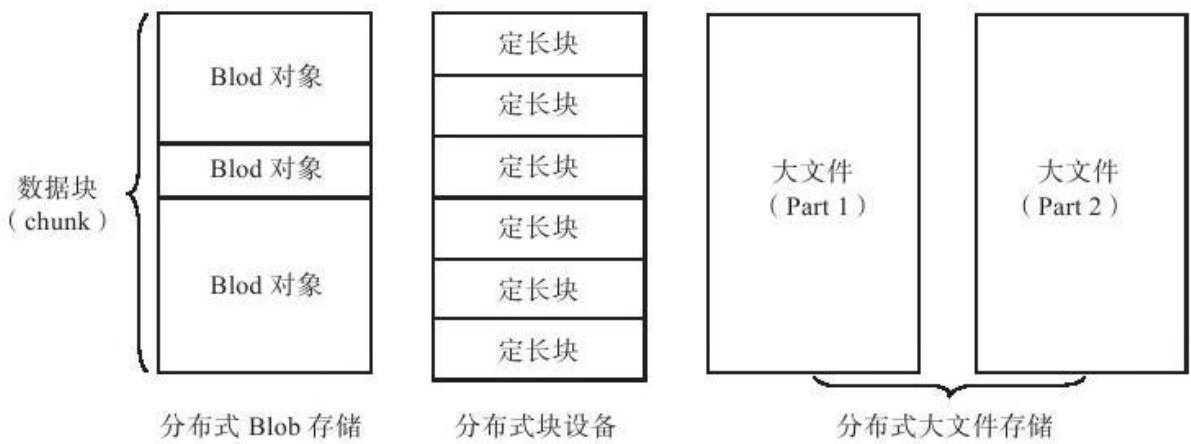 数据块
（chunk）
Blod 对象
Blod 对象
Blod 对象
分布式 Blob 存储
定长块
定长块
定长块
定长块
定长块
定长块
分布式块设备
大文件
（Part 1）
大文件
（Part 2）
分布式大文件存储